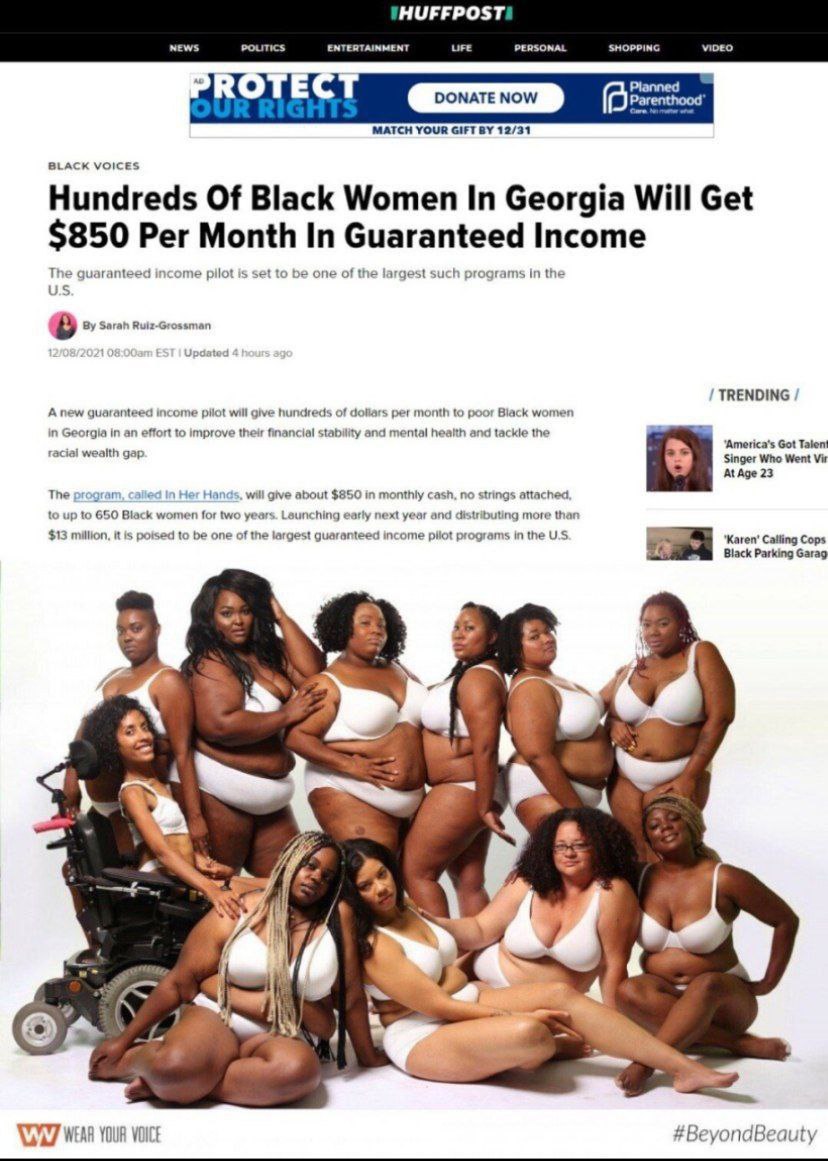 HUFFPOST
NEWS POLITICS ENTERTAINMENT LIFE PERSONAL SHOPPING VIDEO
AD
PROTECT
OUR RIGHTS
DONATE NOW
Planned
Parenthood®
Care. No matter what.
MATCH YOUR GIFT BY 12/31
BLACK VOICES
Hundreds Of Black Women In Georgia Will Get
$850 Per Month In Guaranteed Income
The guaranteed income pilot is set to be one of the largest such programs in the
U.S.
By Sarah Ruiz-Grossman
12/08/2021 08:00am EST | Updated 4 hours ago
A new guaranteed income pilot will give hundreds of dollars per month to poor Black women
in Georgia in an effort to improve their financial stability and mental health and tackle the
racial wealth gap.
The program, called In Her Hands, will give about $850 in monthly cash, no strings attached,
to up to 650 Black women for two years. Launching early next year and distributing more than
$13 million, it is poised to be one of the largest guaranteed income pilot programs in the U.S.
/ TRENDING /
'America's Got Talent
Singer Who Went Vir
At Age 23
'Karen' Calling Cops
Black Parking Garag
WV WEAR YOUR VOICE
#BeyondBeauty